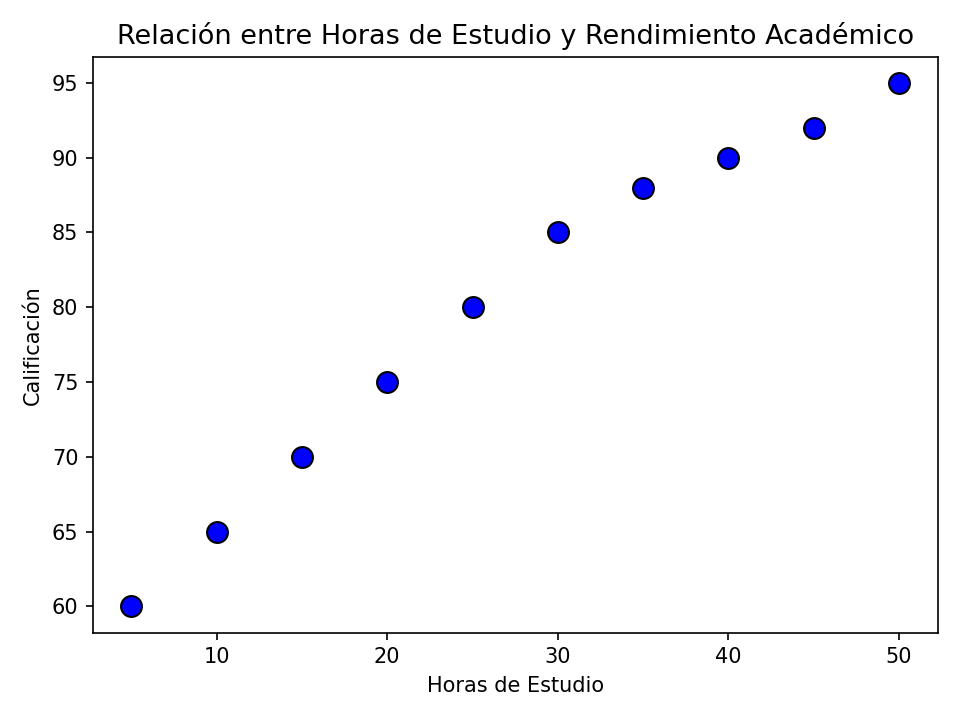 Relación entre Horas de Estudio y Rendimiento Académico
95
90
85
80
75
70
65
60
Calificación
10 20 30 40 50
Horas de Estudio